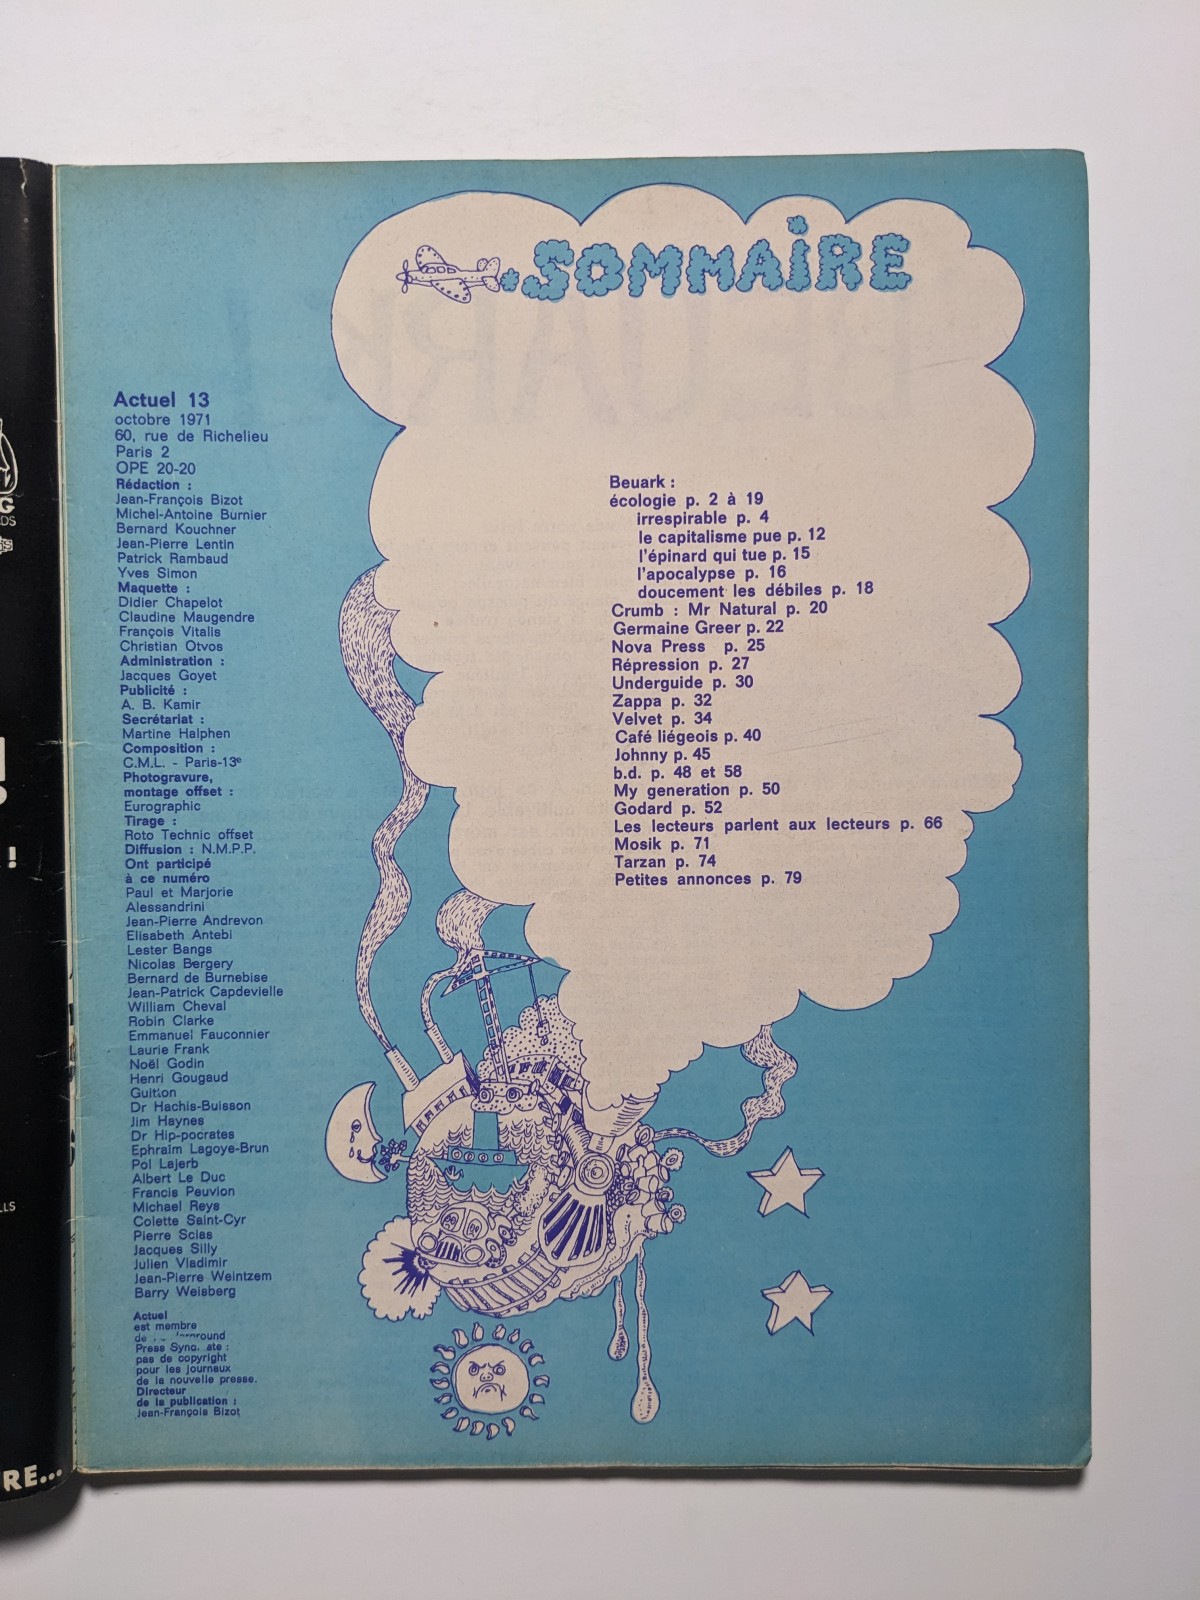 SOMMAIRE
Actuel 13
octobre 1971
60, rue de Richelieu
Paris 2
OPE 20-20
Rédaction :
Jean-François Bizot
Michel-Antoine Burnier
Bernard Kouchner
Jean-Pierre Lentin
Patrick Rambaud
Yves Simon
Maquette :
Didier Chapelot
Claudine Maugendre
François Vitalis
Christian Otvos
Administration :
Jacques Goyet
Publicité :
A. B. Kamir
Secrétariat :
Martine Halphen
Composition :
C.M.L. - Paris-13e
Photogravure,
montage offset :
Eurographic
Tirage :
Roto Technic offset
Diffusion : N.M.P.P.
Ont participé
à ce numéro
Paul et Marjorie
Alessandrini
Jean-Pierre Andrevon
Elisabeth Antebi
Lester Bangs
Nicolas Bergery
Bernard de Burnebise
Jean-Patrick Capdevielle
William Cheval
Robin Clarke
Emmanuel Fauconnier
Laurie Frank
Noël Godin
Henri Gougaud
Guitton
Dr Hachis-Buisson
Jim Haynes
Dr Hip-pocrates
Ephraïm Lagoye-Brun
Pol Lajerb
Albert Le Duc
Francis Peuvion
Michael Reys
Colette Saint-Cyr
Pierre Scias
Jacques Silly
Julien Vladimir
Jean-Pierre Weintzem
Barry Weisberg
Actuel
est membre
de
Press
pas de copyright
pour les journaux
de la nouvelle presse.
Directeur
de la publication :
Jean-François Bizot
Beuark :
écologie p. 2 à 19
irrespirable p. 4
le capitalisme pue p. 12
l'épinard qui tue p. 15
l'apocalypse p. 16
doucement les débiles p. 18
Crumb : Mr Natural p. 20
Germaine Greer p. 22
Nova Press p. 25
Répression p. 27
Underguide p. 30
Zappa p. 32
Velvet p. 34
Café liégeois p. 40
Johnny p. 45
b.d. p. 48 et 58
My generation p. 50
Godard p. 52
Les lecteurs parlent aux lecteurs p. 66
Mosik p. 71
Tarzan p. 74
Petites annonces p. 79
RE...